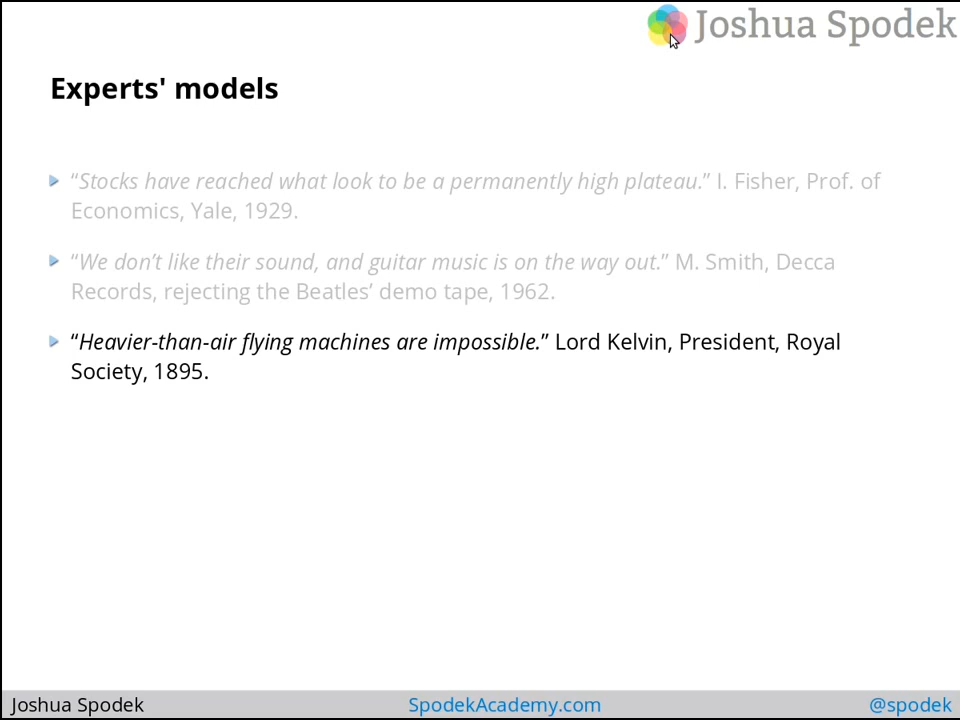 Joshua Spodek
Experts' models
“Stocks have reached what look to be a permanently high plateau.” I. Fisher, Prof. of
Economics, Yale, 1929.
“We don’t like their sound, and guitar music is on the way out.” M. Smith, Decca
Records, rejecting the Beatles’ demo tape, 1962.
“Heavier-than-air flying machines are impossible.” Lord Kelvin, President, Royal
Society, 1895.
Joshua Spodek SpodekAcademy.com @spodek